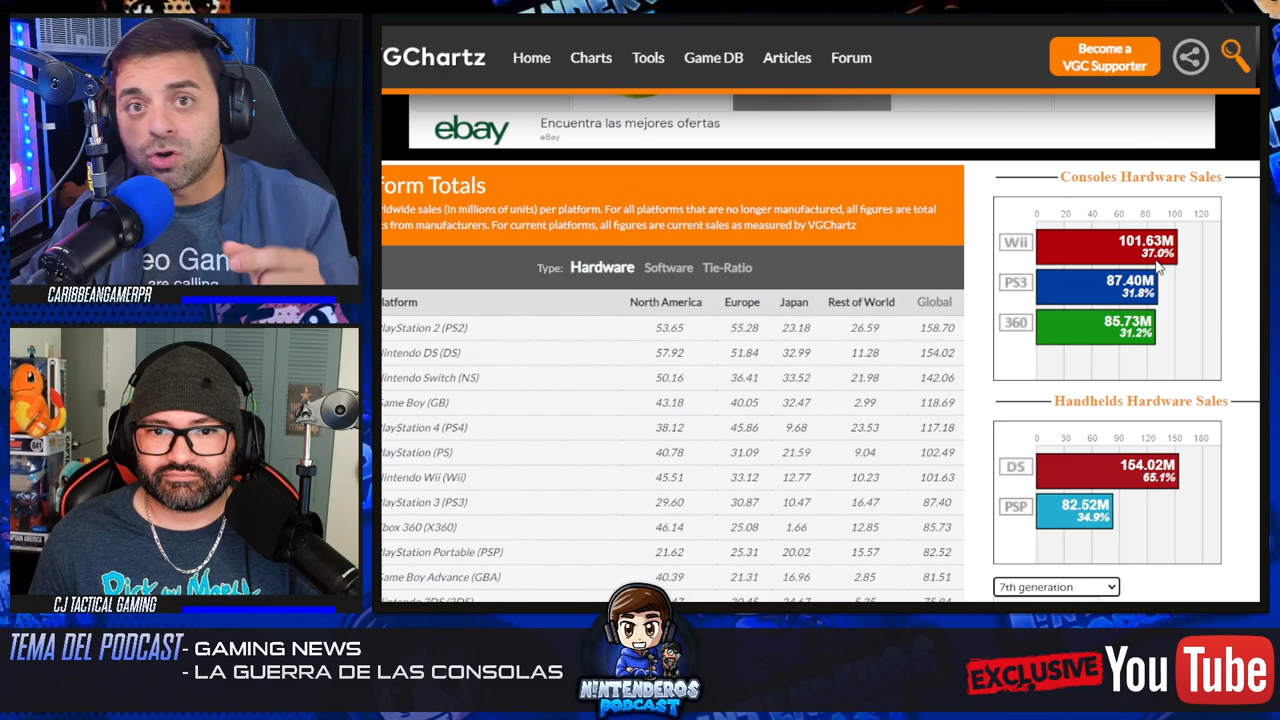 VGChartz
Home Charts Tools Game DB Articles Forum
Become a
VGC Supporter
ebay
Encuentra las mejores ofertas
eBay
form Totals
rldwide sales (in millions of units) per platform. For all platforms that are no longer manufactured, all figures are total
ts from manufacturers. For current platforms, all figures are current sales as measured by VGChartz
Type: Hardware Software Tie-Ratio
latform North America Europe Japan Rest of World Global
layStation 2 (PS2) 53.65 55.28 23.18 26.59 158.70
intendo DS (DS) 57.92 51.84 32.99 11.28 154.02
intendo Switch (NS) 50.16 36.41 33.52 21.98 142.06
ame Boy (GB) 43.18 40.05 32.47 2.99 118.69
layStation 4 (PS4) 38.12 45.86 9.68 23.53 117.18
layStation (PS) 40.78 31.09 21.59 9.04 102.49
intendo Wii (Wii) 45.51 33.12 12.77 10.23 101.63
layStation 3 (PS3) 29.60 30.87 10.47 16.47 87.40
box 360 (X360) 46.14 25.08 1.66 12.85 85.73
layStation Portable (PSP) 21.62 25.31 20.02 15.57 82.52
ame Boy Advance (GBA) 40.39 21.31 16.96 2.85 81.51
Consoles Hardware Sales
0 20 40 60 80 100 120
Wii 101.63M
37.0%
PS3 87.40M
31.8%
360 85.73M
31.2%
Handhelds Hardware Sales
0 30 60 90 120 150 180
DS 154.02M
65.1%
PSP 82.52M
34.9%
7th generation
eo Gam
are calling
CARIBBEANGAMERPR
841
Rick and Morty
CJ TACTICAL GAMING
TEMA DEL PODCAST - GAMING NEWS
- LA GUERRA DE LAS CONSOLAS
NINTENDEROS
PODCAST
EXCLUSIVE YouTube